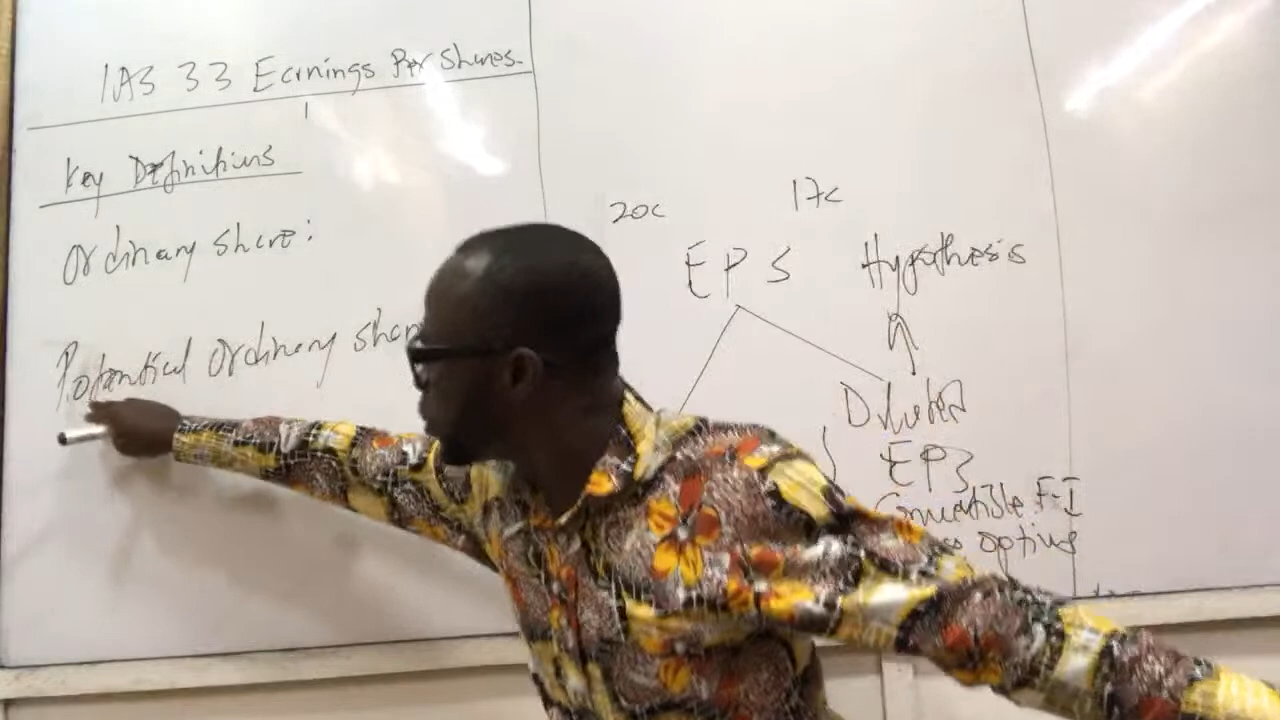 IAS 33 Earnings Per Shares.
Key Definitions
Ordinary share:
Potential ordinary shar
20c
17c
EPS
Hypothesis
Diluted
EPS
Convertible F-I
options